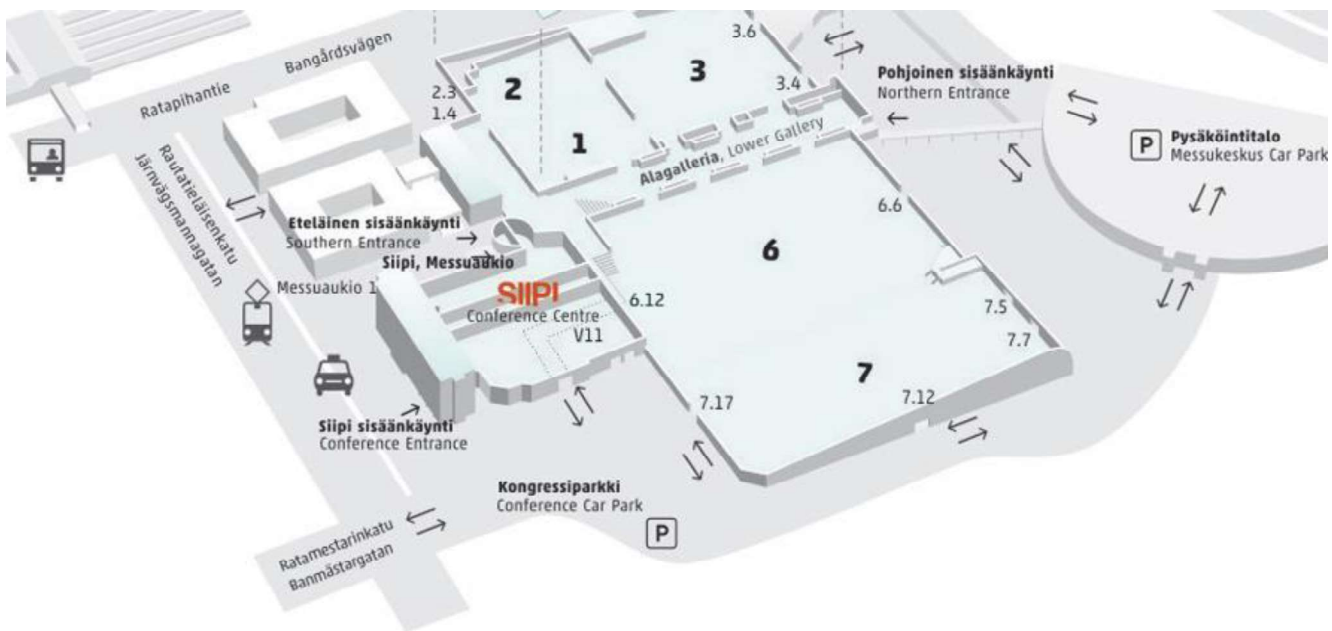 Bangårdsvägen
Ratapihantie
2
3
3.6
3.4
2.3
1.4
1
Alagalleria, Lower Gallery
Pohjoinen sisäänkäynti
Northern Entrance
P
Pysäköintitalo
Messukeskus Car Park
Rautatieläisenkatu
Järnvägsmannagatan
Eteläinen sisäänkäynti
Southern Entrance
Siipi, Messuaukio
6.6
6
Messuaukio 1
SIIPI
Conference Centre
V11
6.12
7.5
7.7
7
7.12
7.17
Siipi sisäänkäynti
Conference Entrance
Kongressiparkki
Conference Car Park
P
Ratamestarinkatu
Banmästargatan